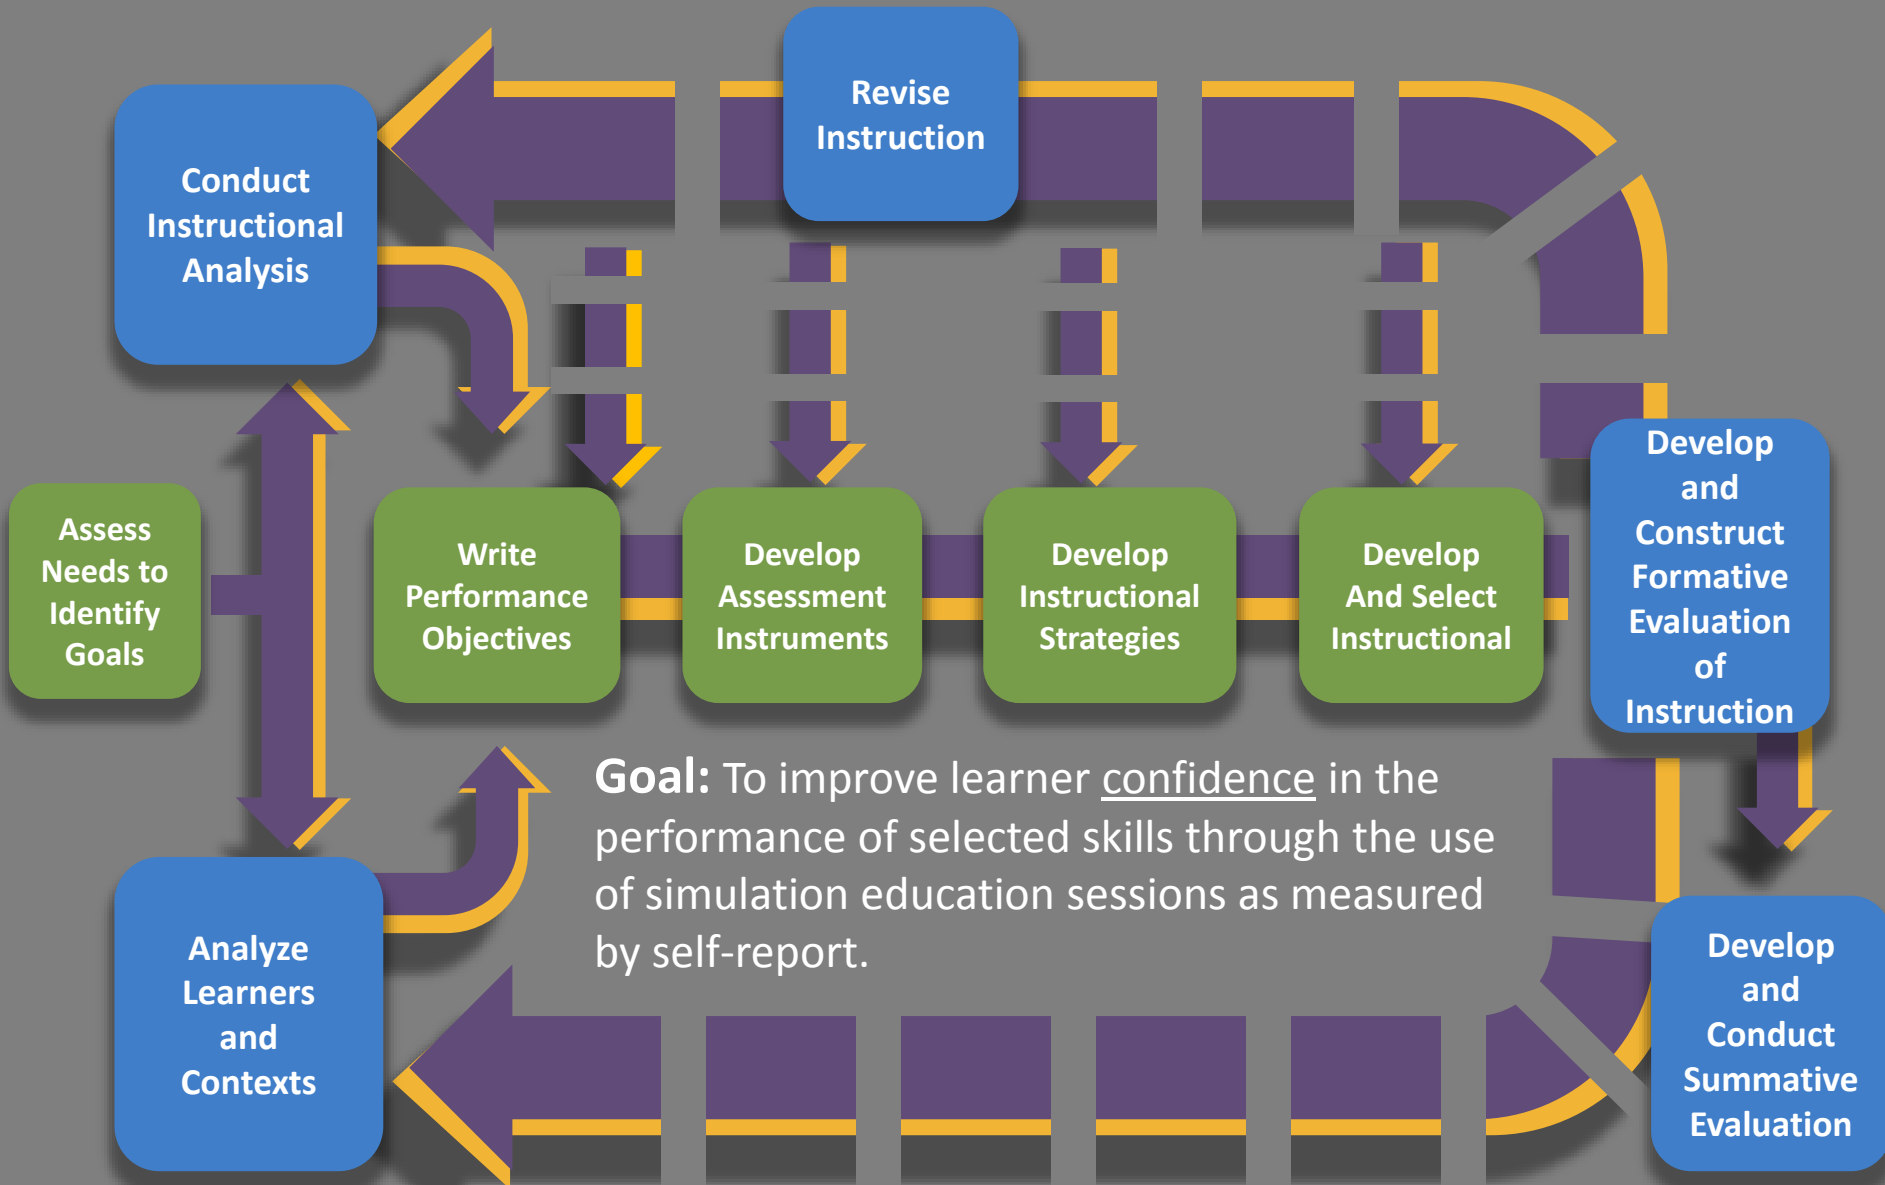 Revise
Instruction
Conduct
Instructional
Analysis
Assess
Needs to
Identify
Goals
Write
Performance
Objectives
Develop
Assessment
Instruments
Develop
Instructional
Strategies
Develop
And Select
Instructional
Develop
and
Construct
Formative
Evaluation
of
Instruction
Goal: To improve learner confidence in the
performance of selected skills through the use
of simulation education sessions as measured
by self-report.
Analyze
Learners
and
Contexts
Develop
and
Conduct
Summative
Evaluation